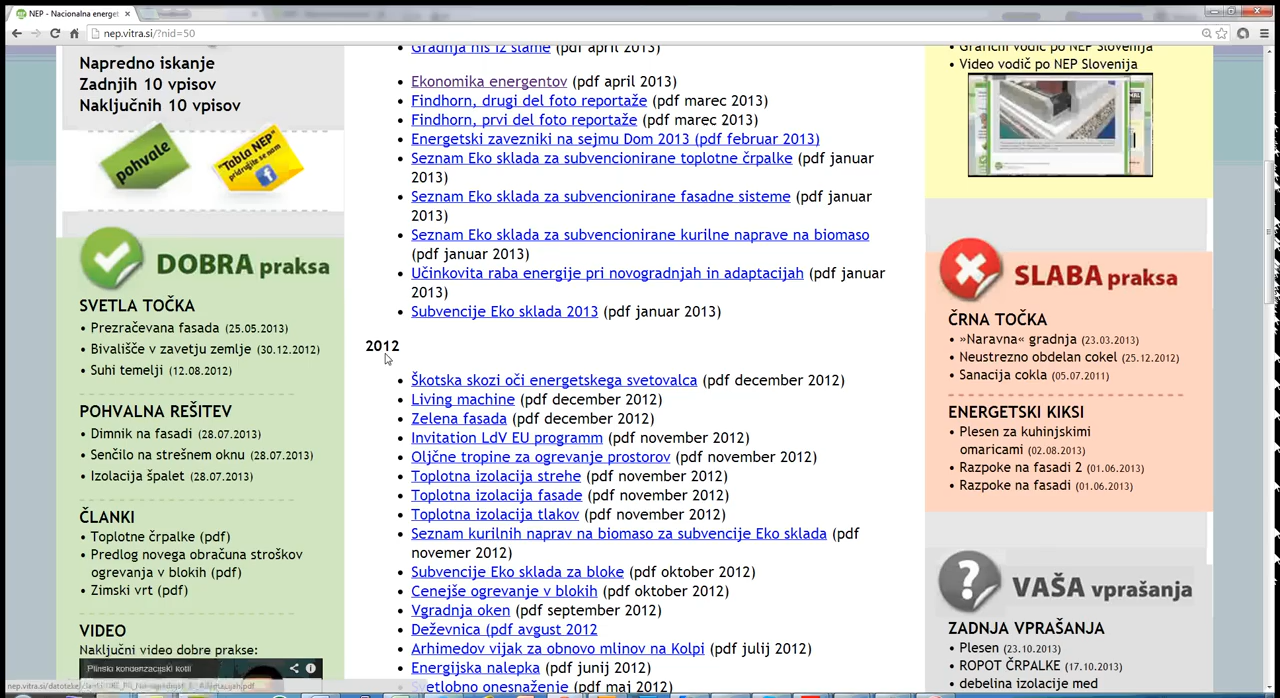 NEP - Nacionalna energet
nep.vitra.si/?nid=50
Napredno iskanje
Zadnjih 10 vpisov
Naključnih 10 vpisov
pohvale
"Tabla NEP"
pridružite se nam
DOBRA praksa
SVETLA TOČKA
• Prezračevana fasada (25.05.2013)
• Bivališče v zavetju zemlje (30.12.2012)
• Suhi temelji (12.08.2012)
POHVALNA REŠITEV
• Dimnik na fasadi (28.07.2013)
• Senčilo na strešnem oknu (28.07.2013)
• Izolacija špalet (28.07.2013)
ČLANKI
• Toplotne črpalke (pdf)
• Predlog novega obračuna stroškov
ogrevanja v blokih (pdf)
• Zimski vrt (pdf)
VIDEO
Naključni video dobre prakse:
Plinski kondenzacijski kotli
• Gradnja hiš iz slame (pdf april 2013)
• Ekonomika energentov (pdf april 2013)
• Findhorn, drugi del foto reportaže (pdf marec 2013)
• Findhorn, prvi del foto reportaže (pdf marec 2013)
• Energetski zavezniki na sejmu Dom 2013 (pdf februar 2013)
• Seznam Eko sklada za subvencionirane toplotne črpalke (pdf januar
2013)
• Seznam Eko sklada za subvencionirane fasadne sisteme (pdf januar
2013)
• Seznam Eko sklada za subvencionirane kurilne naprave na biomaso
(pdf januar 2013)
• Učinkovita raba energije pri novogradnjah in adaptacijah (pdf januar
2013)
• Subvencije Eko sklada 2013 (pdf januar 2013)
2012
• Škotska skozi oči energetskega svetovalca (pdf december 2012)
• Living machine (pdf december 2012)
• Zelena fasada (pdf december 2012)
• Invitation LdV EU programm (pdf november 2012)
• Oljčne tropine za ogrevanje prostorov (pdf november 2012)
• Toplotna izolacija strehe (pdf november 2012)
• Toplotna izolacija fasade (pdf november 2012)
• Toplotna izolacija tlakov (pdf november 2012)
• Seznam kurilnih naprav na biomaso za subvencije Eko sklada (pdf
novemer 2012)
• Subvencije Eko sklada za bloke (pdf oktober 2012)
• Cenejše ogrevanje v blokih (pdf oktober 2012)
• Vgradnja oken (pdf september 2012)
• Deževnica (pdf avgust 2012
• Arhimedov vijak za obnovo mlinov na Kolpi (pdf julij 2012)
• Energijska nalepka (pdf junij 2012)
Svetlobno onesnaženje (pdf maj 2012)
• Grafični vodič po NEP Slovenija
• Video vodič po NEP Slovenija
SLABA praksa
ČRNA TOČKA
• »Naravna« gradnja (23.03.2013)
• Neustrezno obdelan cokel (25.12.2012)
• Sanacija cokla (05.07.2011)
ENERGETSKI KIKSI
• Plesen za kuhinjskimi
omaricami (02.08.2013)
• Razpoke na fasadi 2 (01.06.2013)
• Razpoke na fasadi (01.06.2013)
VAŠA vprašanja
ZADNJA VPRAŠANJA
• Plesen (23.10.2013)
• ROPOT ČRPALKE (17.10.2013)
• debelina izolacije med